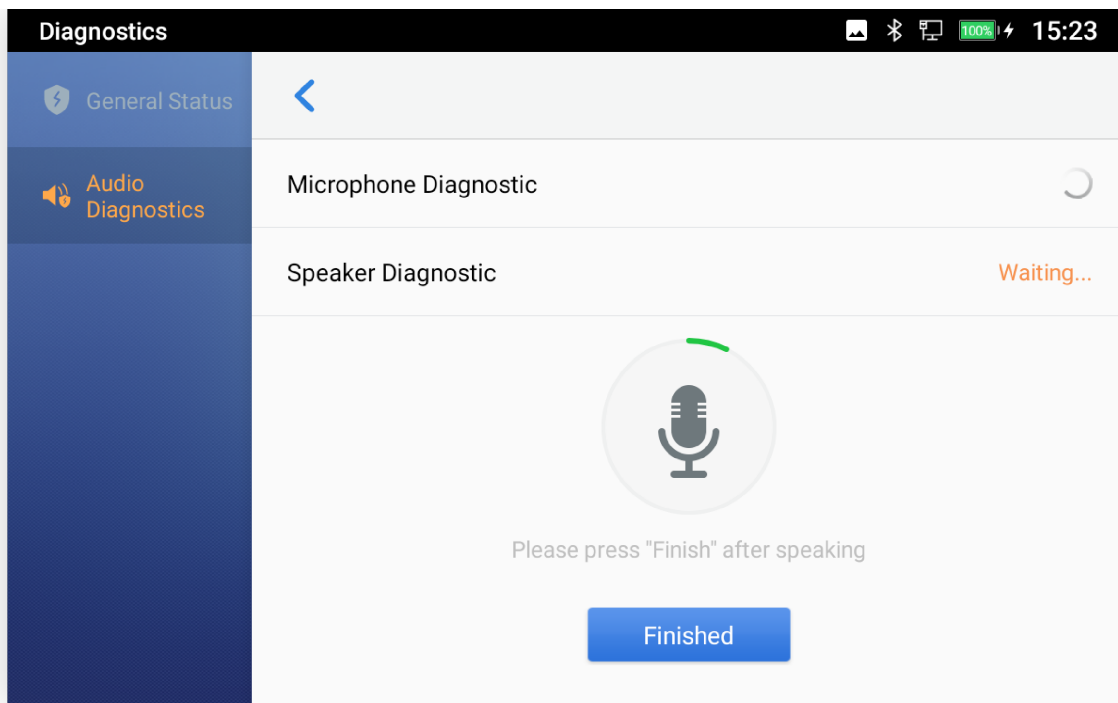 Diagnostics
100%
15:23
General Status
Audio
Diagnostics
Microphone Diagnostic
Speaker Diagnostic
Waiting...
Please press "Finish" after speaking
Finished